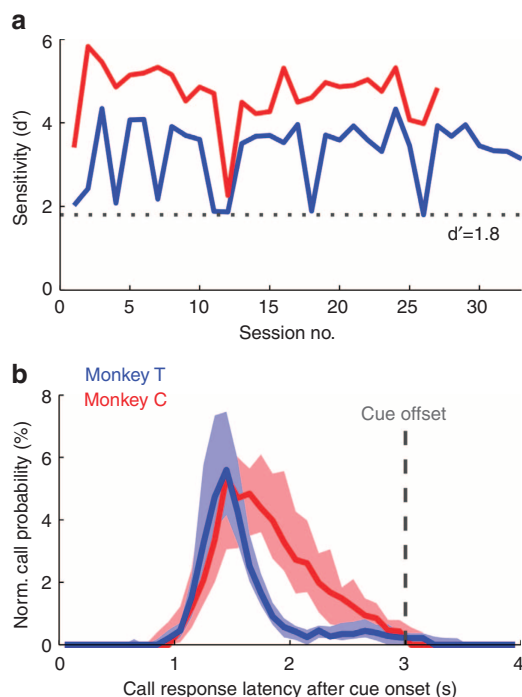 a
6
4
2
0
Sensitivity (d′)
d′=1.8
0 5 10 15 20 25 30
Session no.
b
Monkey T
Monkey C
Cue offset
8
6
4
2
0
Norm. call probability (%)
0 1 2 3 4
Call response latency after cue onset (s)